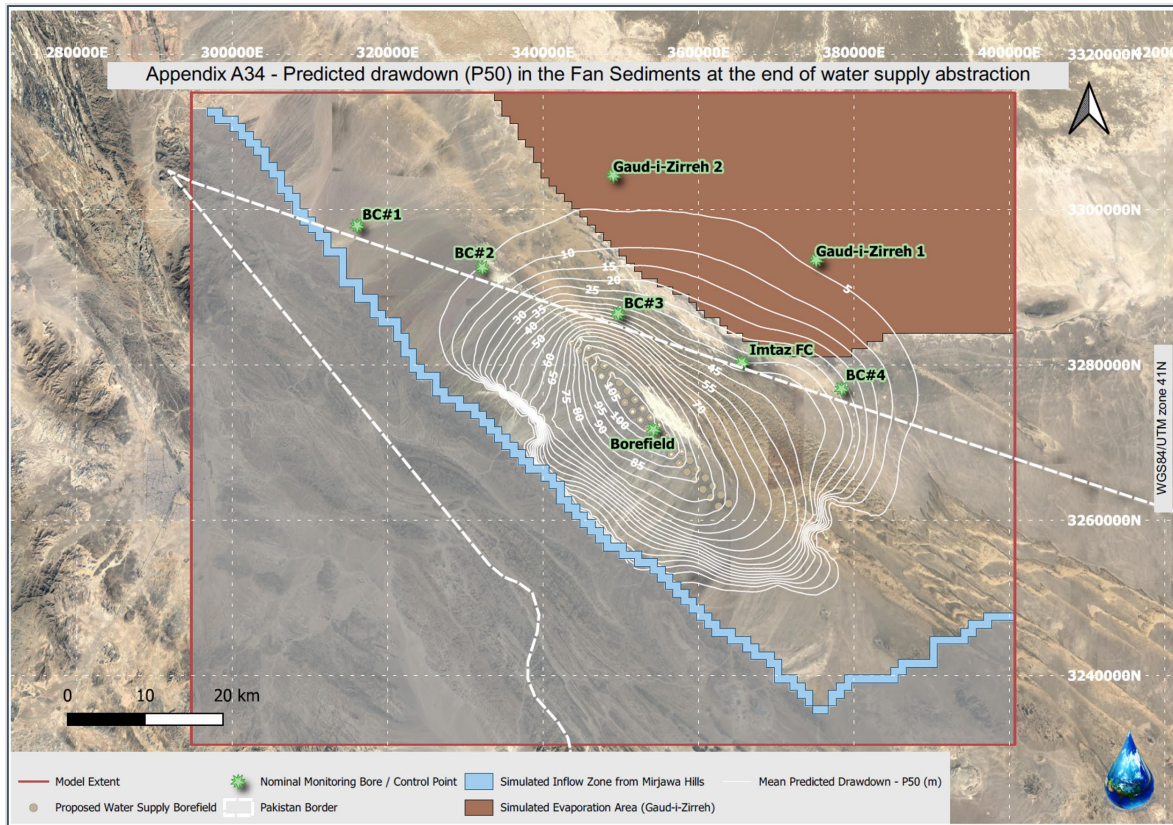 280000E 300000E 320000E 340000E 360000E 380000E 400000E
3320000N
Appendix A34 - Predicted drawdown (P50) in the Fan Sediments at the end of water supply abstraction
Gaud-i-Zirreh 2
3300000N
BC#1
BC#2
Gaud-i-Zirreh 1
10
15
20
25
5
BC#3
30
35
40
50
Imtaz FC
45
3280000N
60
65
55
BC#4
75
105
70
80
95
100
90
Borefield
85
WGS84/UTM zone 41N
3260000N
3240000N
0 10 20 km
Model Extent
Nominal Monitoring Bore / Control Point
Simulated Inflow Zone from Mirjawa Hills
Mean Predicted Drawdown - P50 (m)
Proposed Water Supply Borefield
Pakistan Border
Simulated Evaporation Area (Gaud-i-Zirreh)